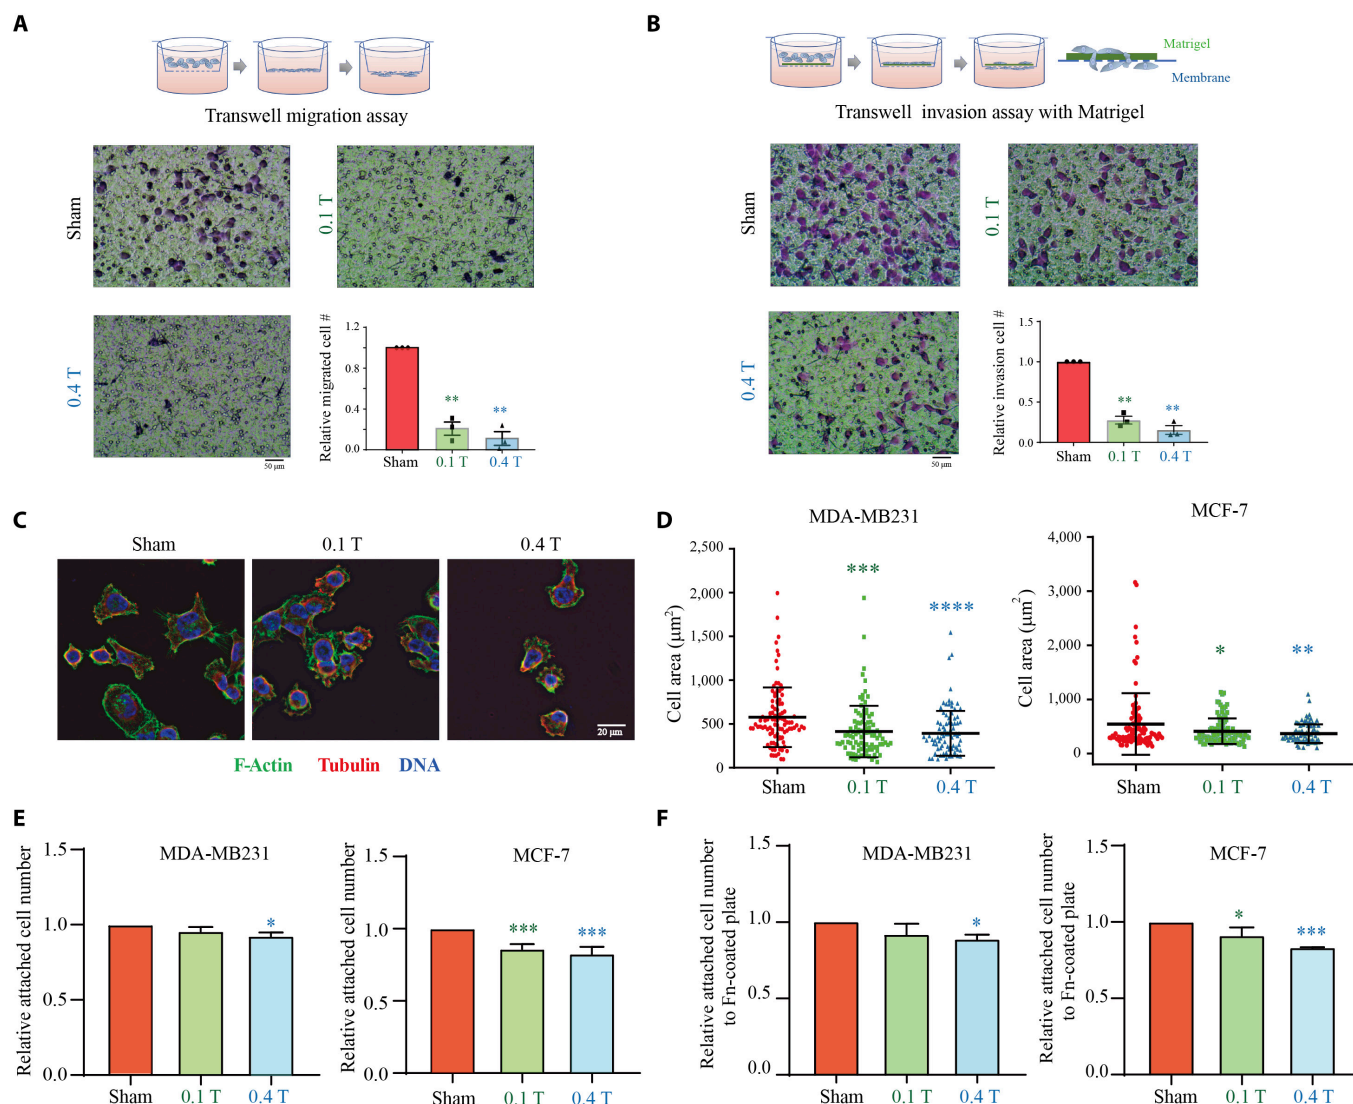 A
Transwell migration assay
Sham
0.1 T
0.4 T
50 μm
Relative migrated cell #
1.2
0.8
0.4
0.0
**
**
Sham
0.1 T
0.4 T
B
Matrigel
Membrane
Transwell invasion assay with Matrigel
Sham
0.1 T
0.4 T
50 μm
Relative invasion cell #
1.5
1.0
0.5
0.0
**
**
Sham
0.1 T
0.4 T
C
Sham
0.1 T
0.4 T
20 μm
F-Actin Tubulin DNA
D
MDA-MB231
Cell area (μm²)
2,500
2,000
1,500
1,000
500
0
***
****
Sham
0.1 T
0.4 T
MCF-7
Cell area (μm²)
4,000
3,000
2,000
1,000
0
*
**
Sham
0.1 T
0.4 T
E
MDA-MB231
Relative attached cell number
1.5
1.0
0.5
0.0
*
Sham
0.1 T
0.4 T
MCF-7
Relative attached cell number
1.5
1.0
0.5
0.0
***
***
Sham
0.1 T
0.4 T
F
MDA-MB231
Relative attached cell number
to Fn-coated plate
1.5
1.0
0.5
0.0
*
Sham
0.1 T
0.4 T
MCF-7
Relative attached cell number
to Fn-coated plate
1.5
1.0
0.5
0.0
*
***
Sham
0.1 T
0.4 T